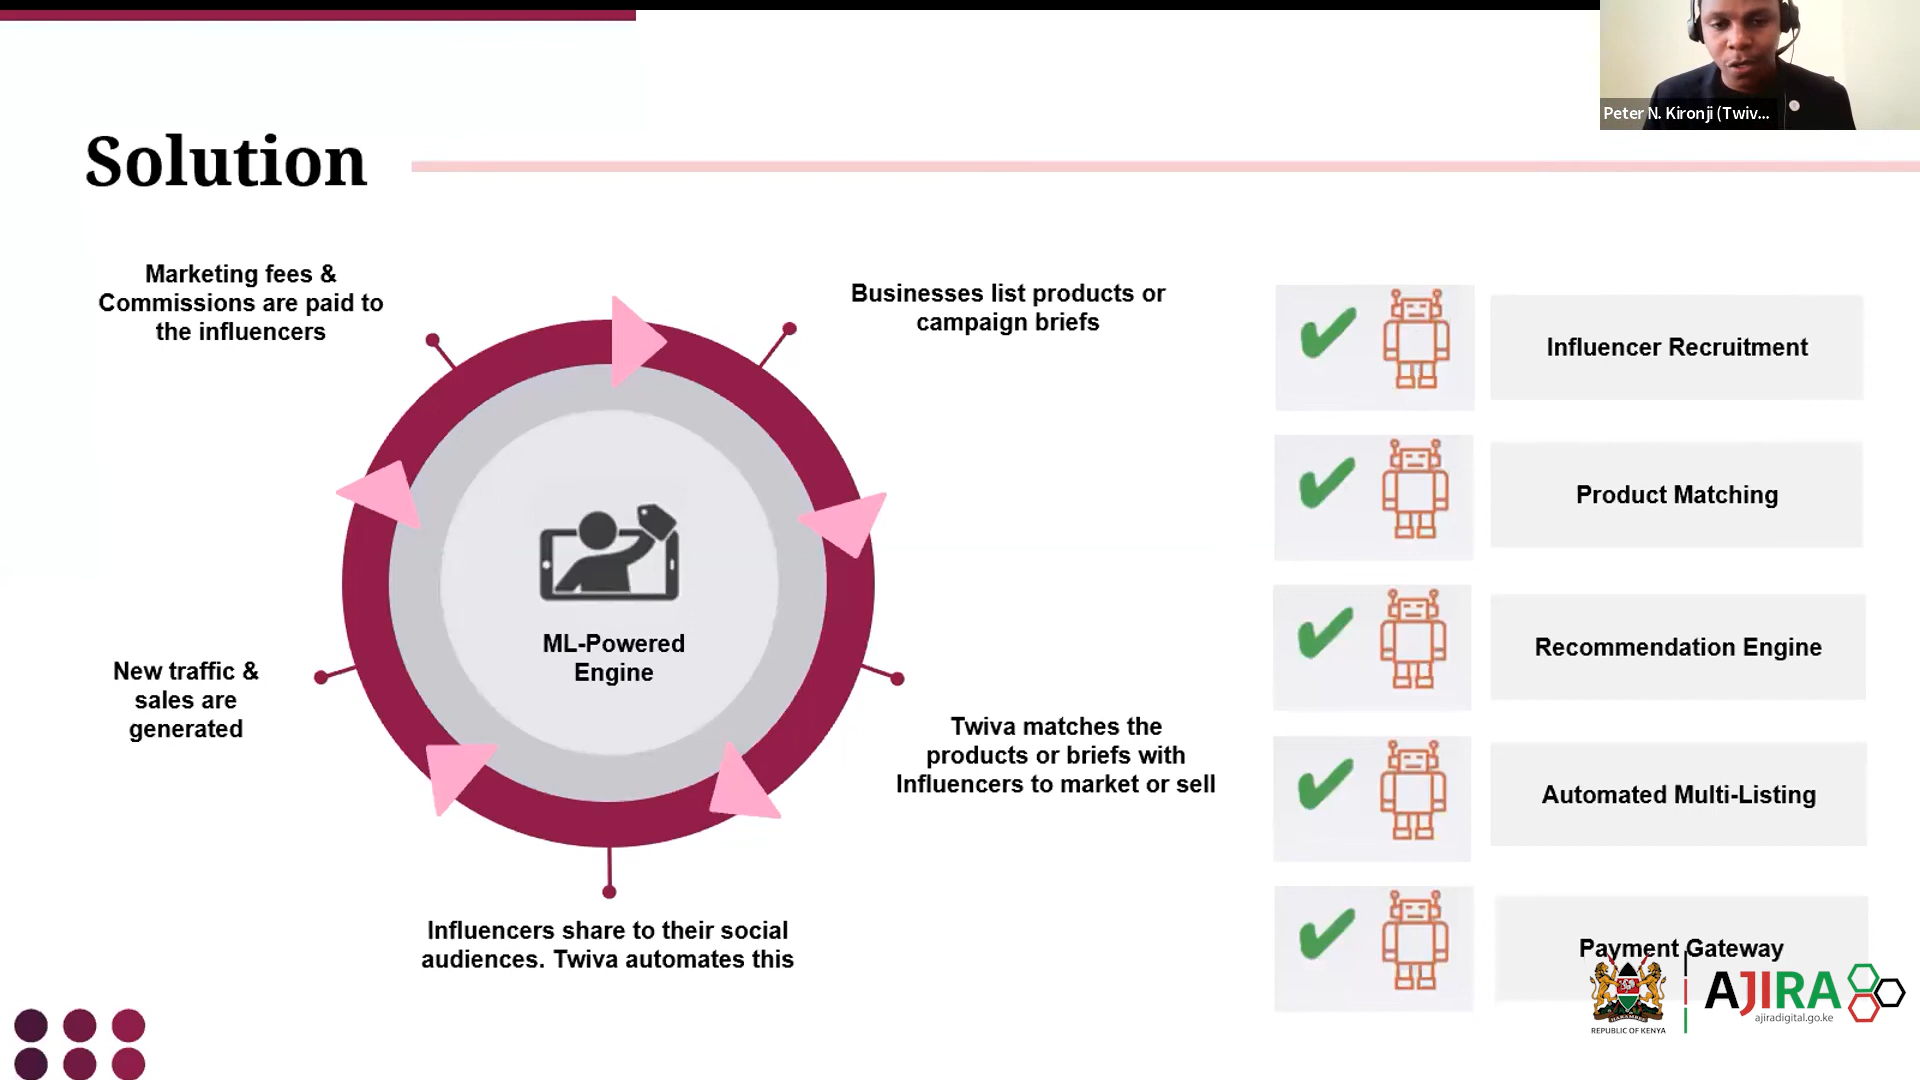 Peter N. Kironji (Twiv...
Solution
Marketing fees &
Commissions are paid to
the influencers
Businesses list products or
campaign briefs
ML-Powered
Engine
New traffic &
sales are
generated
Twiva matches the
products or briefs with
Influencers to market or sell
Influencers share to their social
audiences. Twiva automates this
Influencer Recruitment
Product Matching
Recommendation Engine
Automated Multi-Listing
Payment Gateway
REPUBLIC OF KENYA
AJIRA
ajiradigital.go.ke